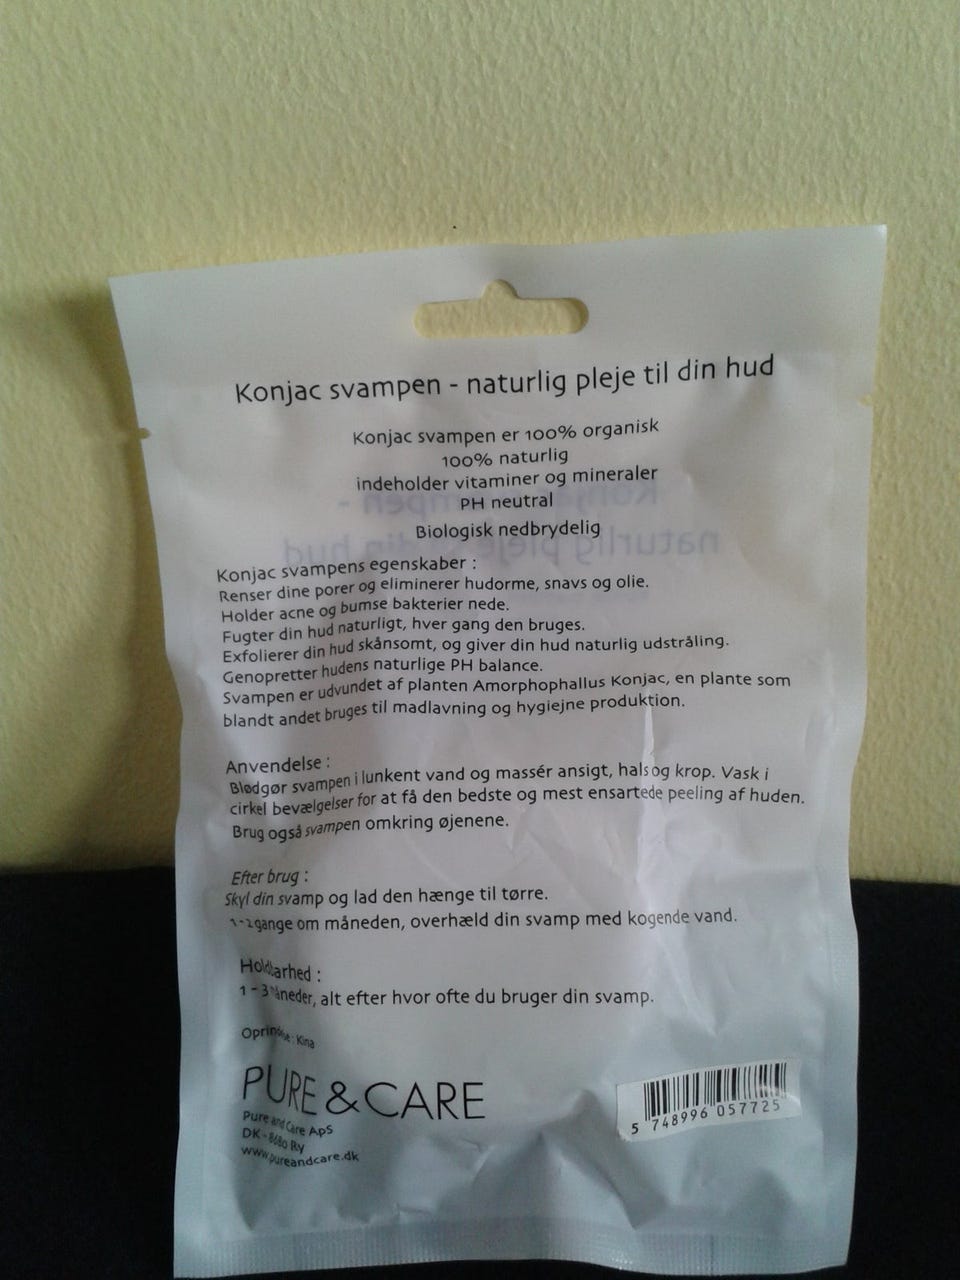 Konjac svampen - naturlig pleje til din hud
Konjac svampen er 100% organisk
100% naturlig
indeholder vitaminer og mineraler
PH neutral
Biologisk nedbrydelig
Konjac svampens egenskaber :
Renser dine porer og eliminerer hudorme, snavs og olie.
Holder acne og bumse bakterier nede.
Fugter din hud naturligt, hver gang den bruges.
Exfolierer din hud skånsomt, og giver din hud naturlig udstråling.
Genopretter hudens naturlige PH balance.
Svampen er udvundet af planten Amorphophallus Konjac, en plante som
blandt andet bruges til madlavning og hygiejne produktion.
Anvendelse :
Blødgør svampen i lunkent vand og massér ansigt, hals og krop. Vask i
cirkel bevælgelser for at få den bedste og mest ensartede peeling af huden.
Brug også svampen omkring øjenene.
Efter brug :
Skyl din svamp og lad den hænge til tørre.
1-2 gange om måneden, overhæld din svamp med kogende vand.
Holdbarhed :
1 - 3 måneder, alt efter hvor ofte du bruger din svamp.
Oprindelse : Kina
PURE & CARE
Pure and Care ApS
DK - 8680 Ry
www.pureandcare.dk
5 748996 057725